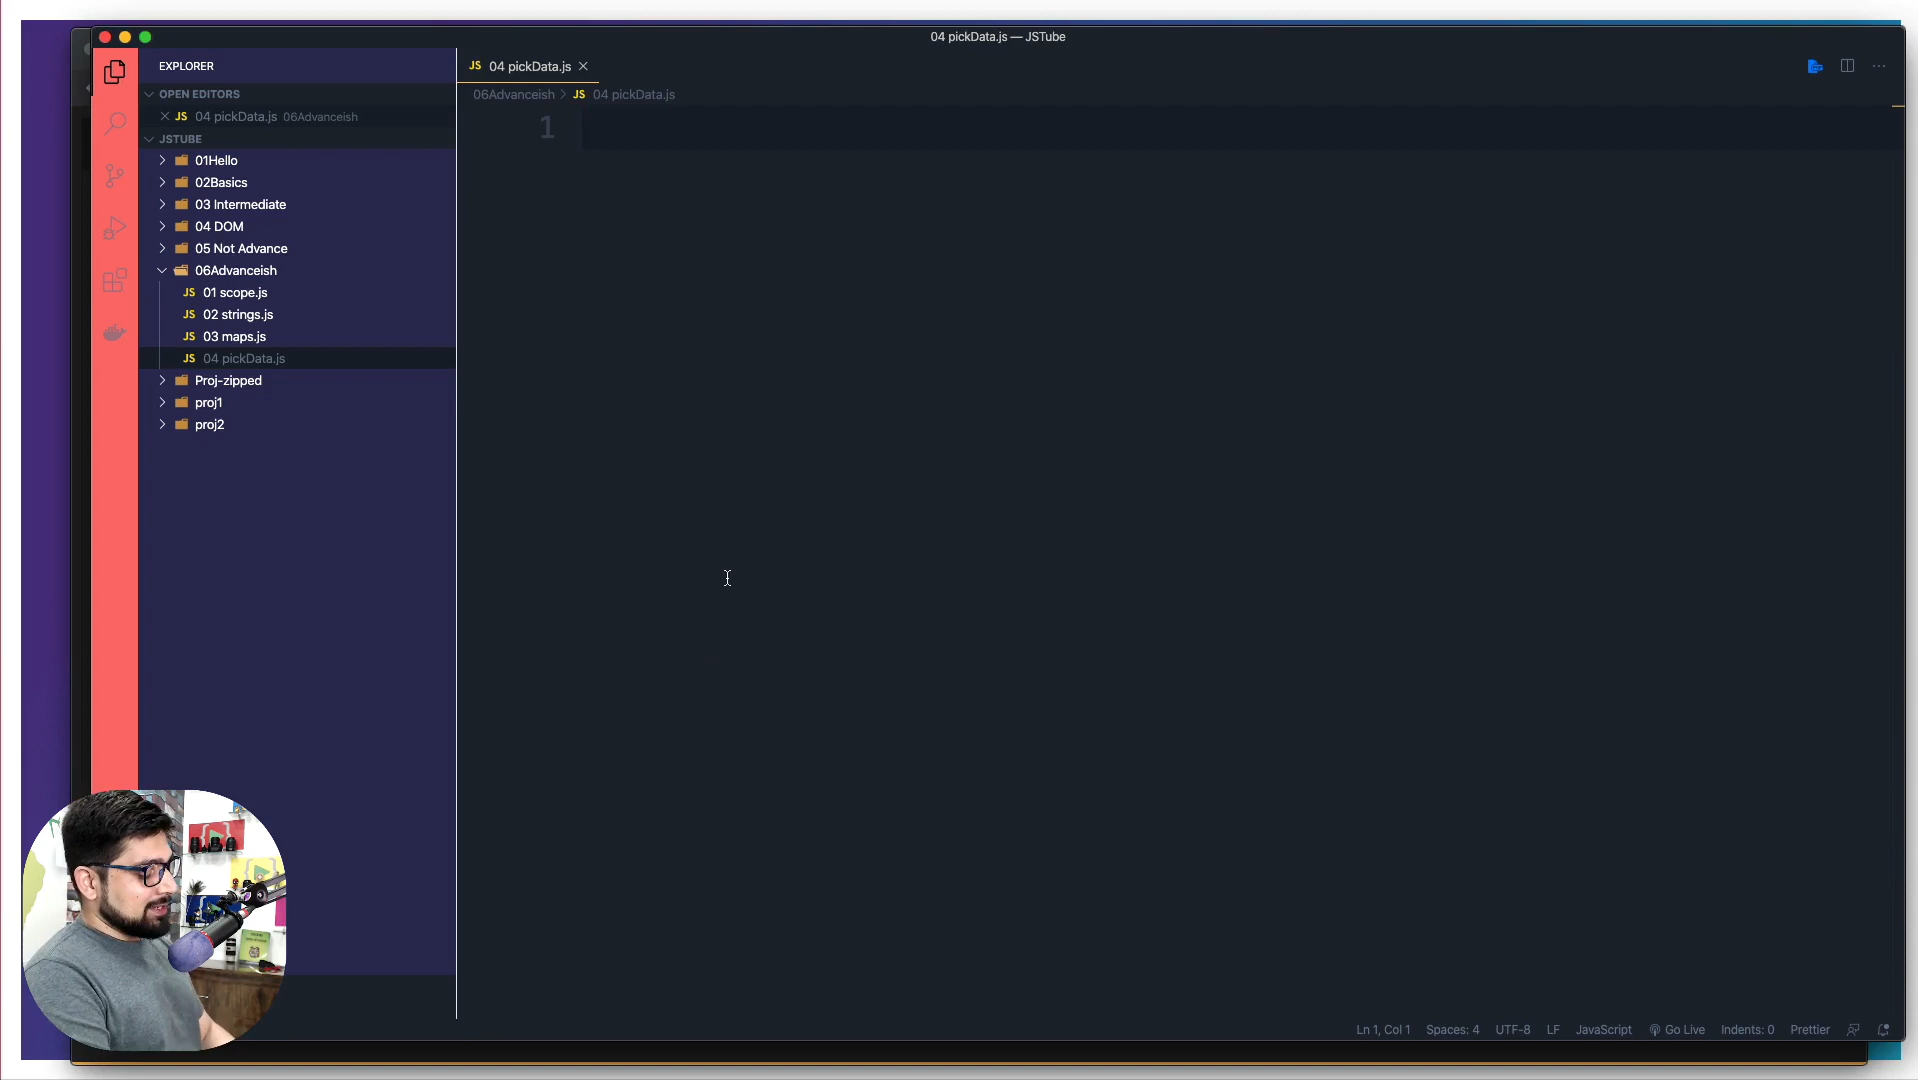 04 pickData.js — JSTube
EXPLORER
OPEN EDITORS
JS 04 pickData.js 06Advanceish
JSTUBE
01Hello
02Basics
03 Intermediate
04 DOM
05 Not Advance
06Advanceish
JS 01 scope.js
JS 02 strings.js
JS 03 maps.js
JS 04 pickData.js
Proj-zipped
proj1
proj2
JS 04 pickData.js
06Advanceish > JS 04 pickData.js
1
Ln 1, Col 1 Spaces: 4 UTF-8 LF JavaScript Go Live Indents: 0 Prettier